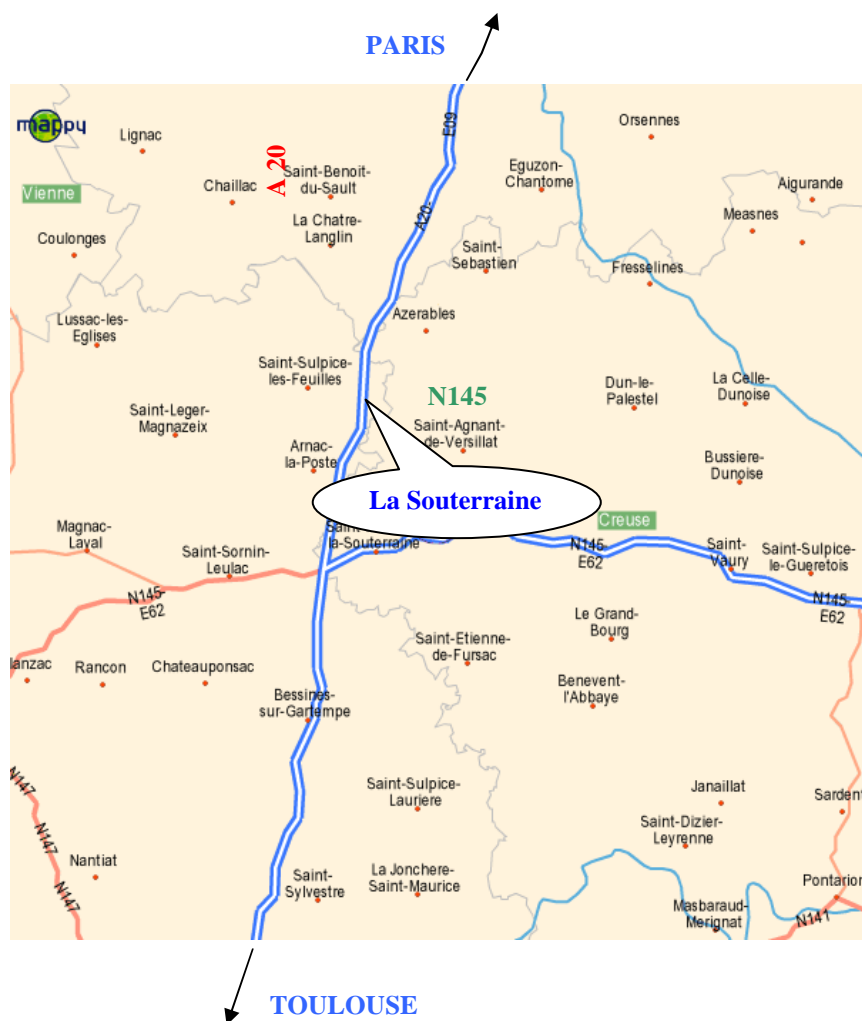 PARIS
mappy
Lignac
Orsennes
E09
A 20
Saint-Benoit-
du-Sault
Eguzon-
Chantome
Chaillac
Vienne
Aigurande
Measnes
La Chatre-
Langlin
A20-
Coulonges
Saint-
Sebastien
Fresselines
Lussac-les-
Eglises
Azerables
Saint-Sulpice-
les-Feuilles
N145
Dun-le-
Palestel
La Celle-
Dunoise
Saint-Leger-
Magnazeix
Saint-Agnant-
de-Versillat
Arnac-
la-Poste
Bussiere-
Dunoise
La Souterraine
Creuse
Magnac-
Laval
la-Souterraine
Saint-Sornin-
Leulac
N145-
E62
Saint-
Vaury
Saint-Sulpice-
le-Gueretois
N145-
E62
N145-
E62
Le Grand-
Bourg
Saint-Etienne-
de-Fursac
lanzac
Rancon
Chateauponsac
Benevent-
l'Abbaye
Bessines-
sur-Gartempe
N147
N147
N147
Saint-Sulpice-
Lauriere
Janaillat
Sardent
Saint-Dizier-
Leyrenne
Nantiat
Saint-
Sylvestre
La Jonchere-
Saint-Maurice
Pontarion
Masbaraud-
Merignat
N141
TOULOUSE